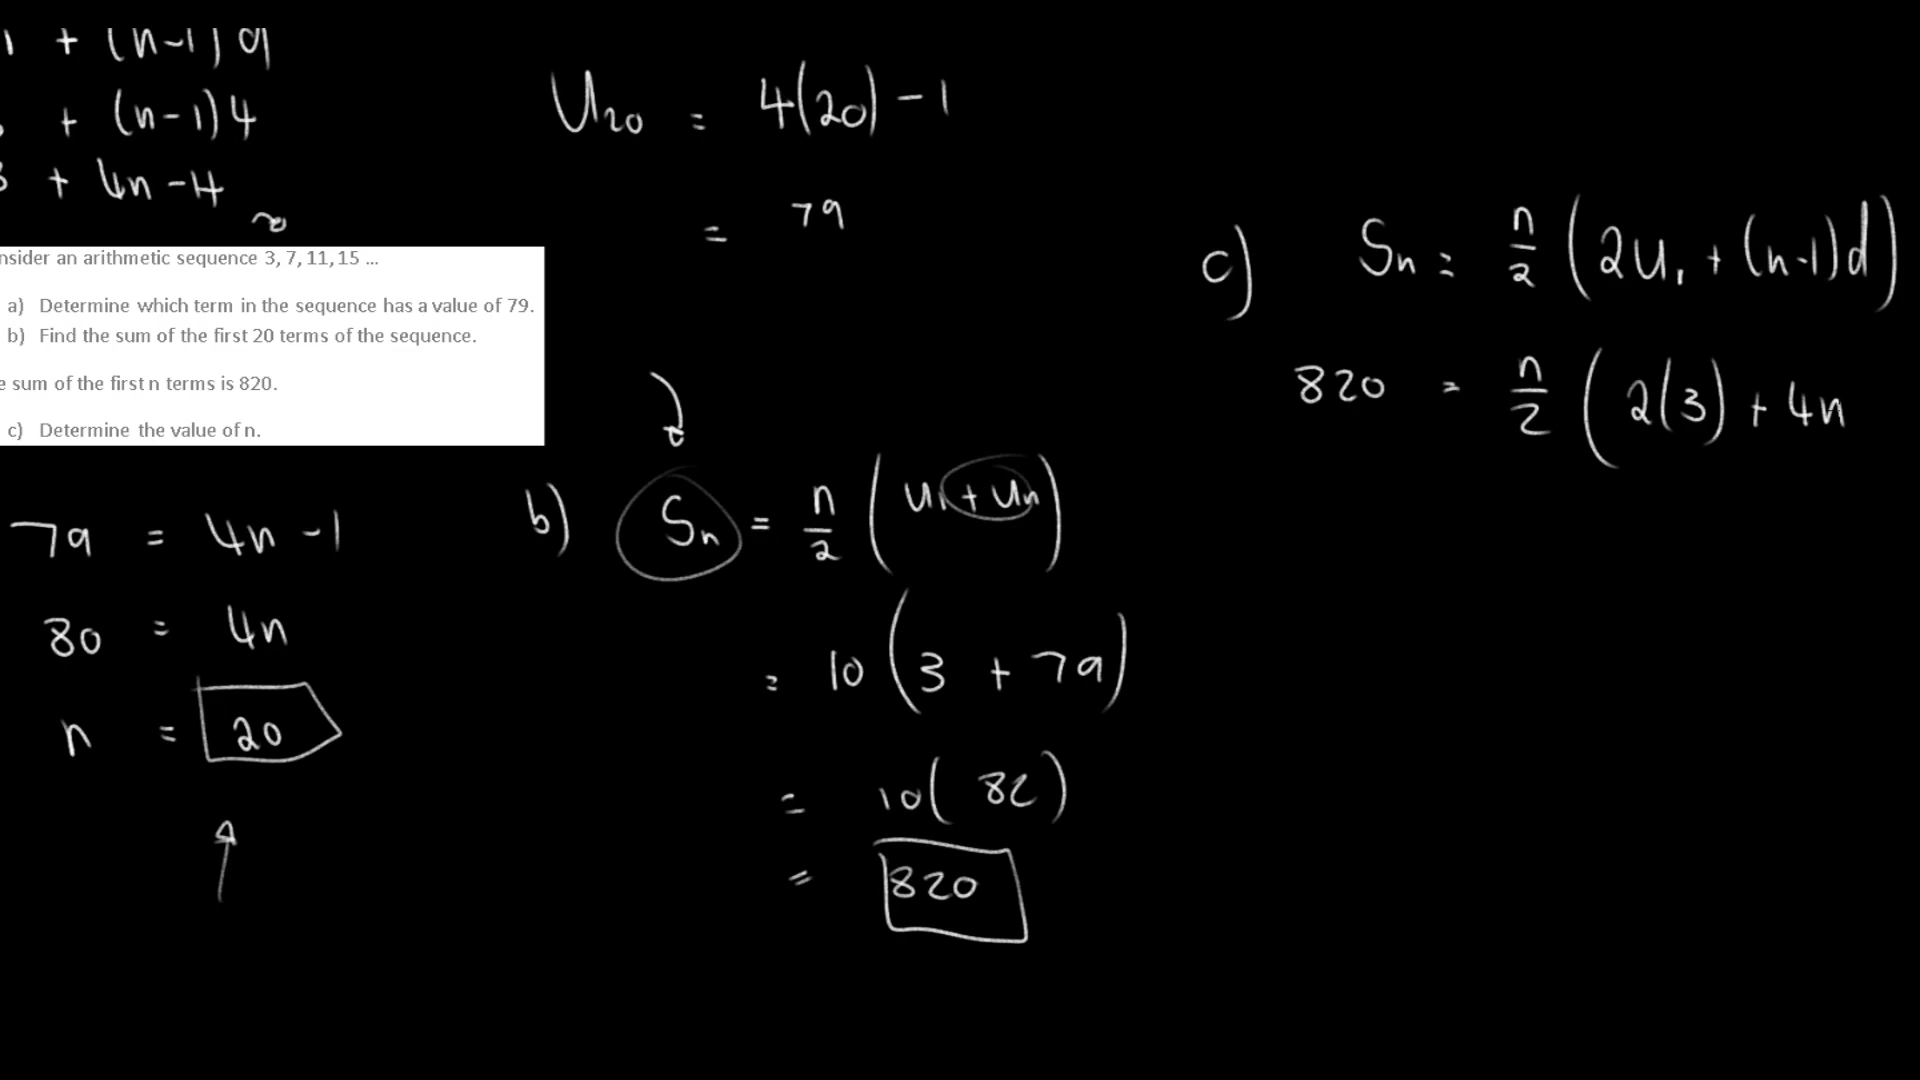 1 + (n-1)d
+ (n-1)4
3 + 4n - 4
nsider an arithmetic sequence 3, 7, 11, 15 ...
a) Determine which term in the sequence has a value of 79.
b) Find the sum of the first 20 terms of the sequence.
e sum of the first n terms is 820.
c) Determine the value of n.
79 = 4n - 1
80 = 4n
n = 20
U₂₀ = 4(20) - 1
= 79
b) Sₙ = n/2 (u₁ + uₙ)
= 10 (3 + 79)
= 10( 82)
= 820
c) Sₙ = n/2 (2u₁ + (n-1)d)
820 = n/2 ( 2(3) + 4n